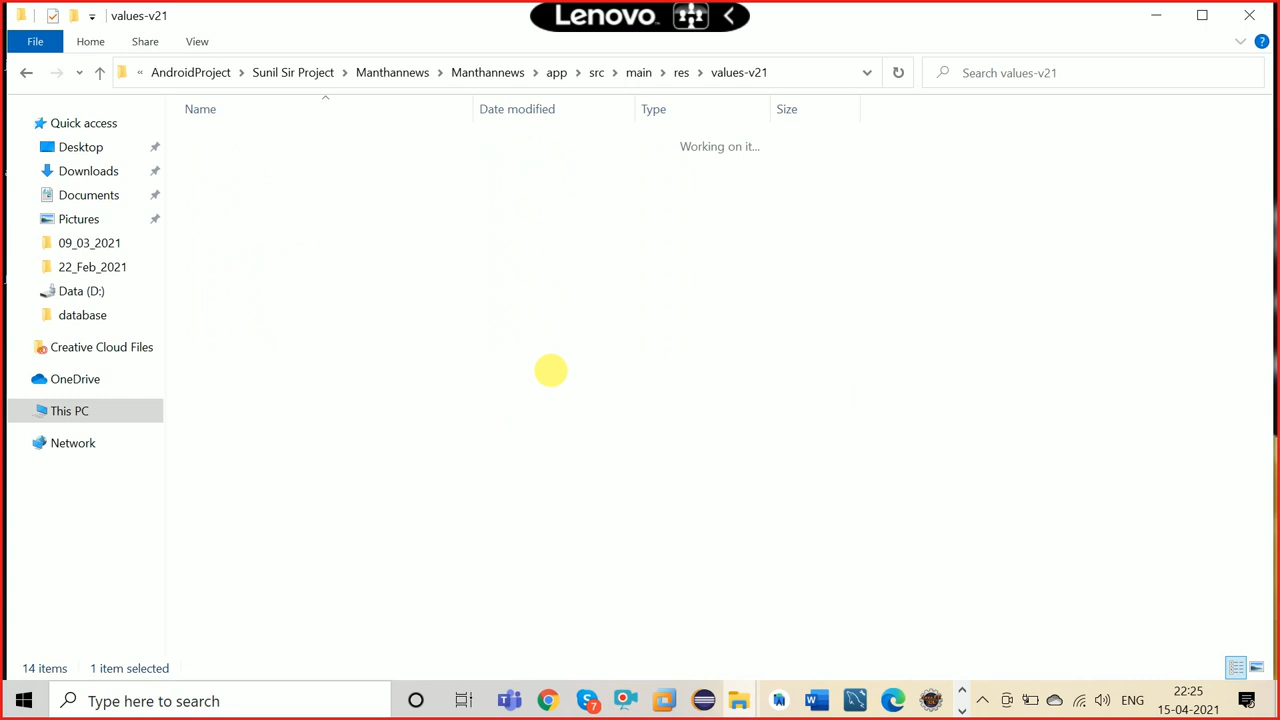 values-v21
Lenovo
File Home Share View
« AndroidProject > Sunil Sir Project > Manthannews > Manthannews > app > src > main > res > values-v21
Search values-v21
Name Date modified Type Size
Working on it...
Quick access
Desktop
Downloads
Documents
Pictures
09_03_2021
22_Feb_2021
Data (D:)
database
Creative Cloud Files
OneDrive
This PC
Network
14 items 1 item selected
Type here to search
7
ENG
22:25
15-04-2021